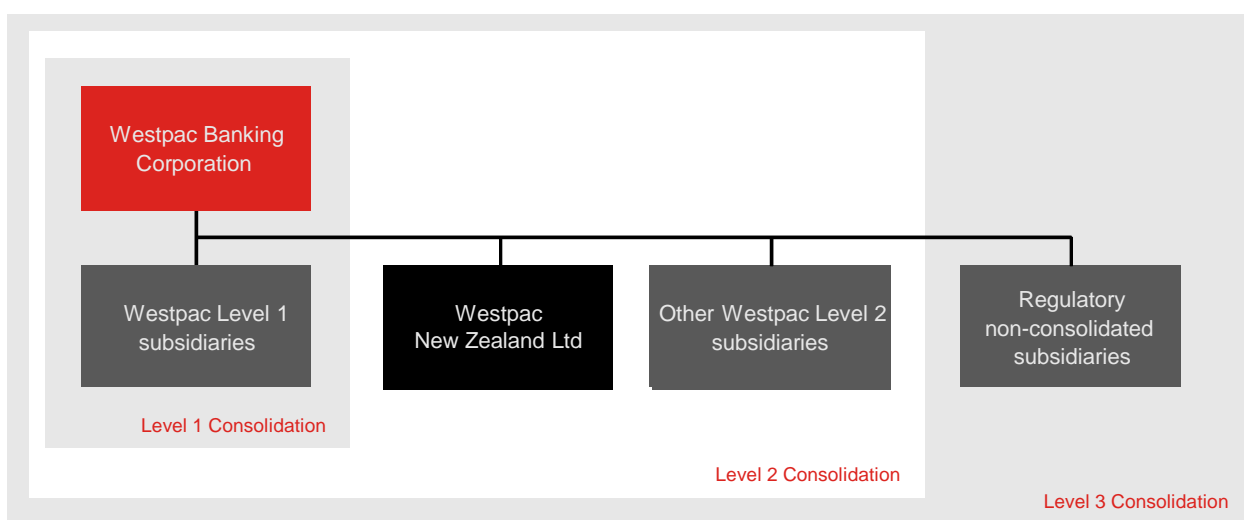 Westpac Banking
Corporation
Westpac Level 1
subsidiaries
Westpac
New Zealand Ltd
Other Westpac Level 2
subsidiaries
Regulatory
non-consolidated
subsidiaries
Level 1 Consolidation
Level 2 Consolidation
Level 3 Consolidation